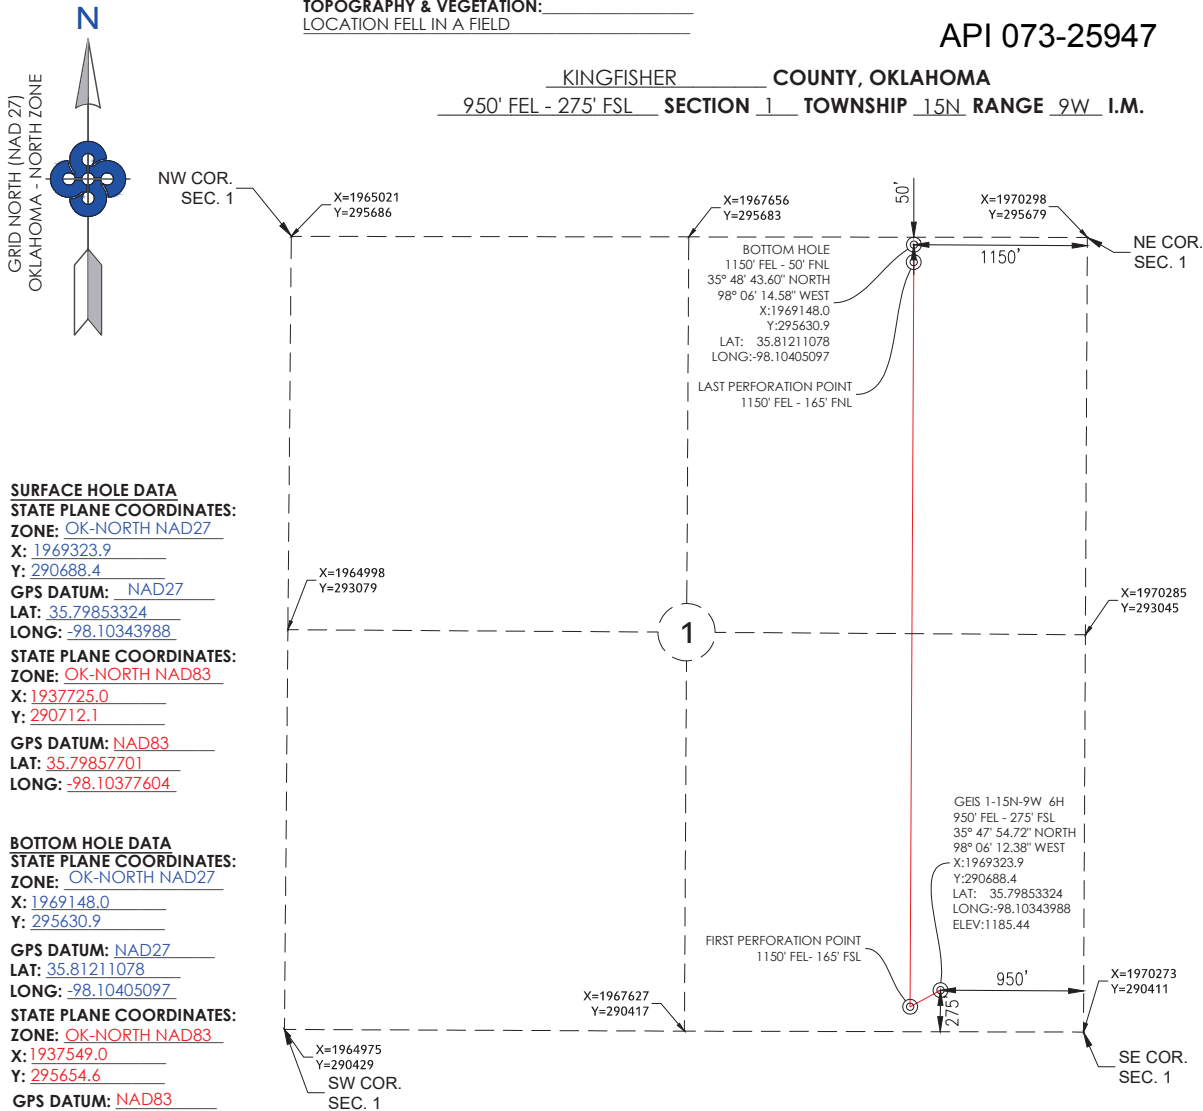 TOPOGRAPHY & VEGETATION:
LOCATION FELL IN A FIELD
API 073-25947
KINGFISHER COUNTY, OKLAHOMA
950' FEL - 275' FSL SECTION 1 TOWNSHIP 15N RANGE 9W I.M.
N
GRID NORTH (NAD 27)
OKLAHOMA - NORTH ZONE
NW COR.
SEC. 1
X=1965021
Y=295686
X=1967656
Y=295683
50'
X=1970298
Y=295679
NE COR.
SEC. 1
1150'
BOTTOM HOLE
1150' FEL - 50' FNL
35° 48' 43.60" NORTH
98° 06' 14.58" WEST
X:1969148.0
Y:295630.9
LAT: 35.81211078
LONG:-98.10405097
LAST PERFORATION POINT
1150' FEL - 165' FNL
SURFACE HOLE DATA
STATE PLANE COORDINATES:
ZONE: OK-NORTH NAD27
X: 1969323.9
Y: 290688.4
GPS DATUM: NAD27
LAT: 35.79853324
LONG: -98.10343988
STATE PLANE COORDINATES:
ZONE: OK-NORTH NAD83
X: 1937725.0
Y: 290712.1
GPS DATUM: NAD83
LAT: 35.79857701
LONG: -98.10377604
BOTTOM HOLE DATA
STATE PLANE COORDINATES:
ZONE: OK-NORTH NAD27
X: 1969148.0
Y: 295630.9
GPS DATUM: NAD27
LAT: 35.81211078
LONG: -98.10405097
STATE PLANE COORDINATES:
ZONE: OK-NORTH NAD83
X: 1937549.0
Y: 295654.6
GPS DATUM: NAD83
X=1964998
Y=293079
1
X=1970285
Y=293045
GEIS 1-15N-9W 6H
950' FEL - 275' FSL
35° 47' 54.72" NORTH
98° 06' 12.38" WEST
X:1969323.9
Y:290688.4
LAT: 35.79853324
LONG:-98.10343988
ELEV:1185.44
FIRST PERFORATION POINT
1150' FEL- 165' FSL
950'
275'
X=1970273
Y=290411
X=1967627
Y=290417
X=1964975
Y=290429
SW COR.
SEC. 1
SE COR.
SEC. 1